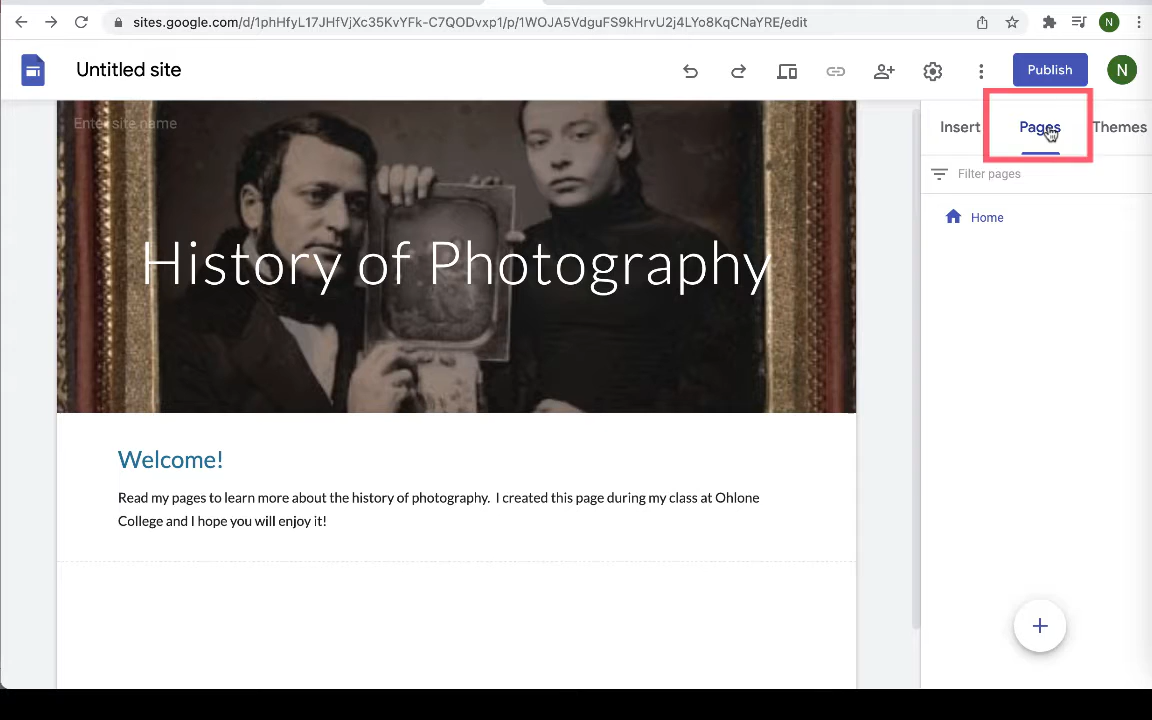 sites.google.com/d/1phHfyL17JHfVjXc35KvYFk-C7QODvxp1/p/1WOJA5VdguFS9kHrvU2j4LYo8KqCNaYRE/edit
N
Untitled site
Publish
N
Enter site name
Insert
Pages
Themes
Filter pages
Home
History of Photography
Welcome!
Read my pages to learn more about the history of photography. I created this page during my class at Ohlone
College and I hope you will enjoy it!